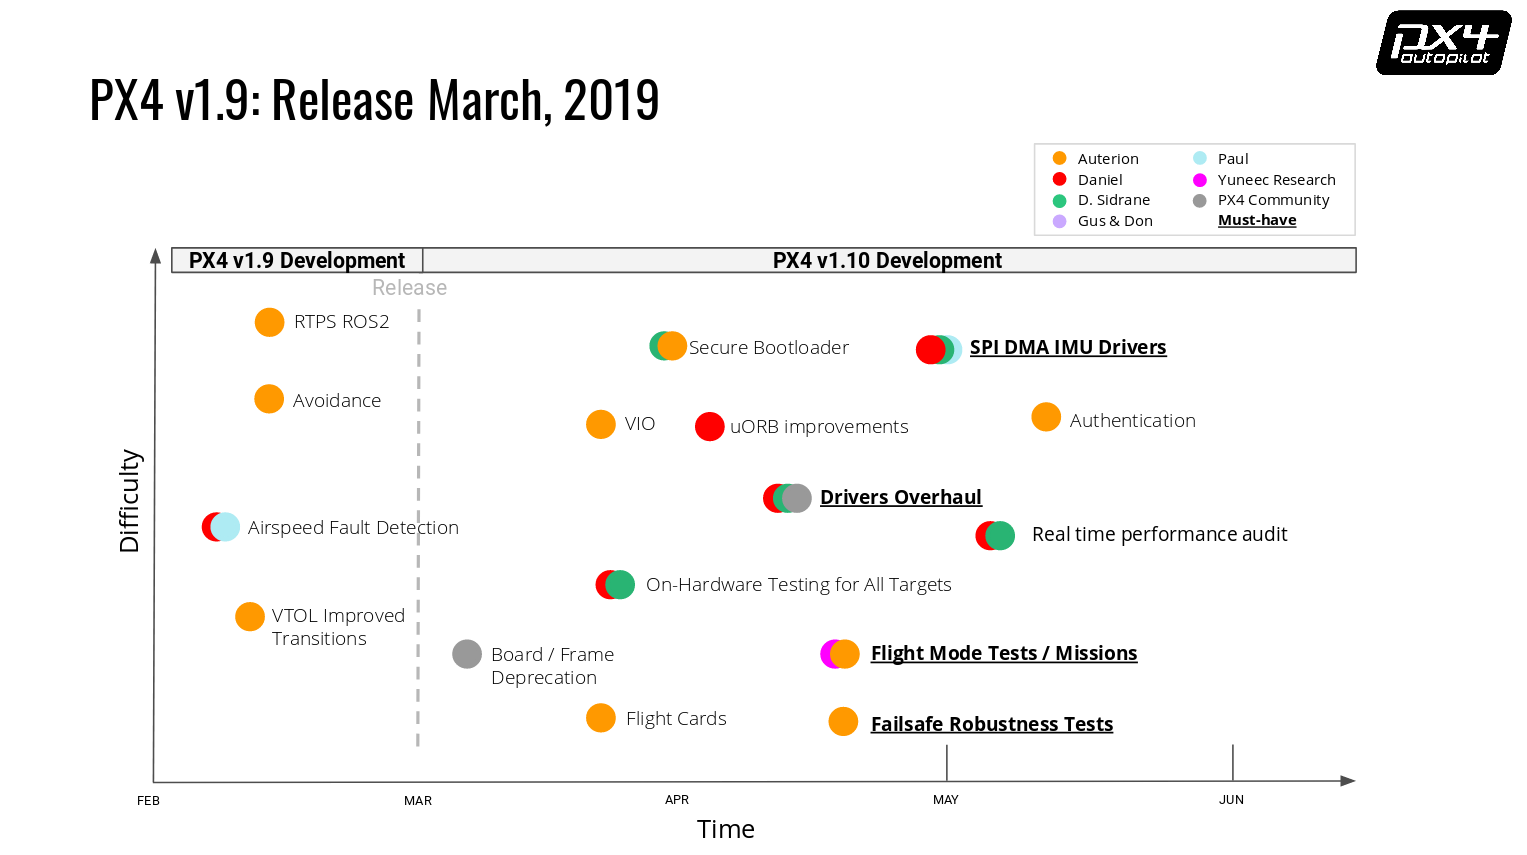 px4
autopilot
PX4 v1.9: Release March, 2019
Auterion
Paul
Daniel
Yuneec Research
D. Sidrane
PX4 Community
Gus & Don
Must-have
PX4 v1.9 Development
PX4 v1.10 Development
Release
RTPS ROS2
Secure Bootloader
SPI DMA IMU Drivers
Avoidance
VIO
uORB improvements
Authentication
Difficulty
Drivers Overhaul
Airspeed Fault Detection
Real time performance audit
On-Hardware Testing for All Targets
VTOL Improved
Transitions
Board / Frame
Deprecation
Flight Mode Tests / Missions
Flight Cards
Failsafe Robustness Tests
FEB
MAR
APR
MAY
JUN
Time